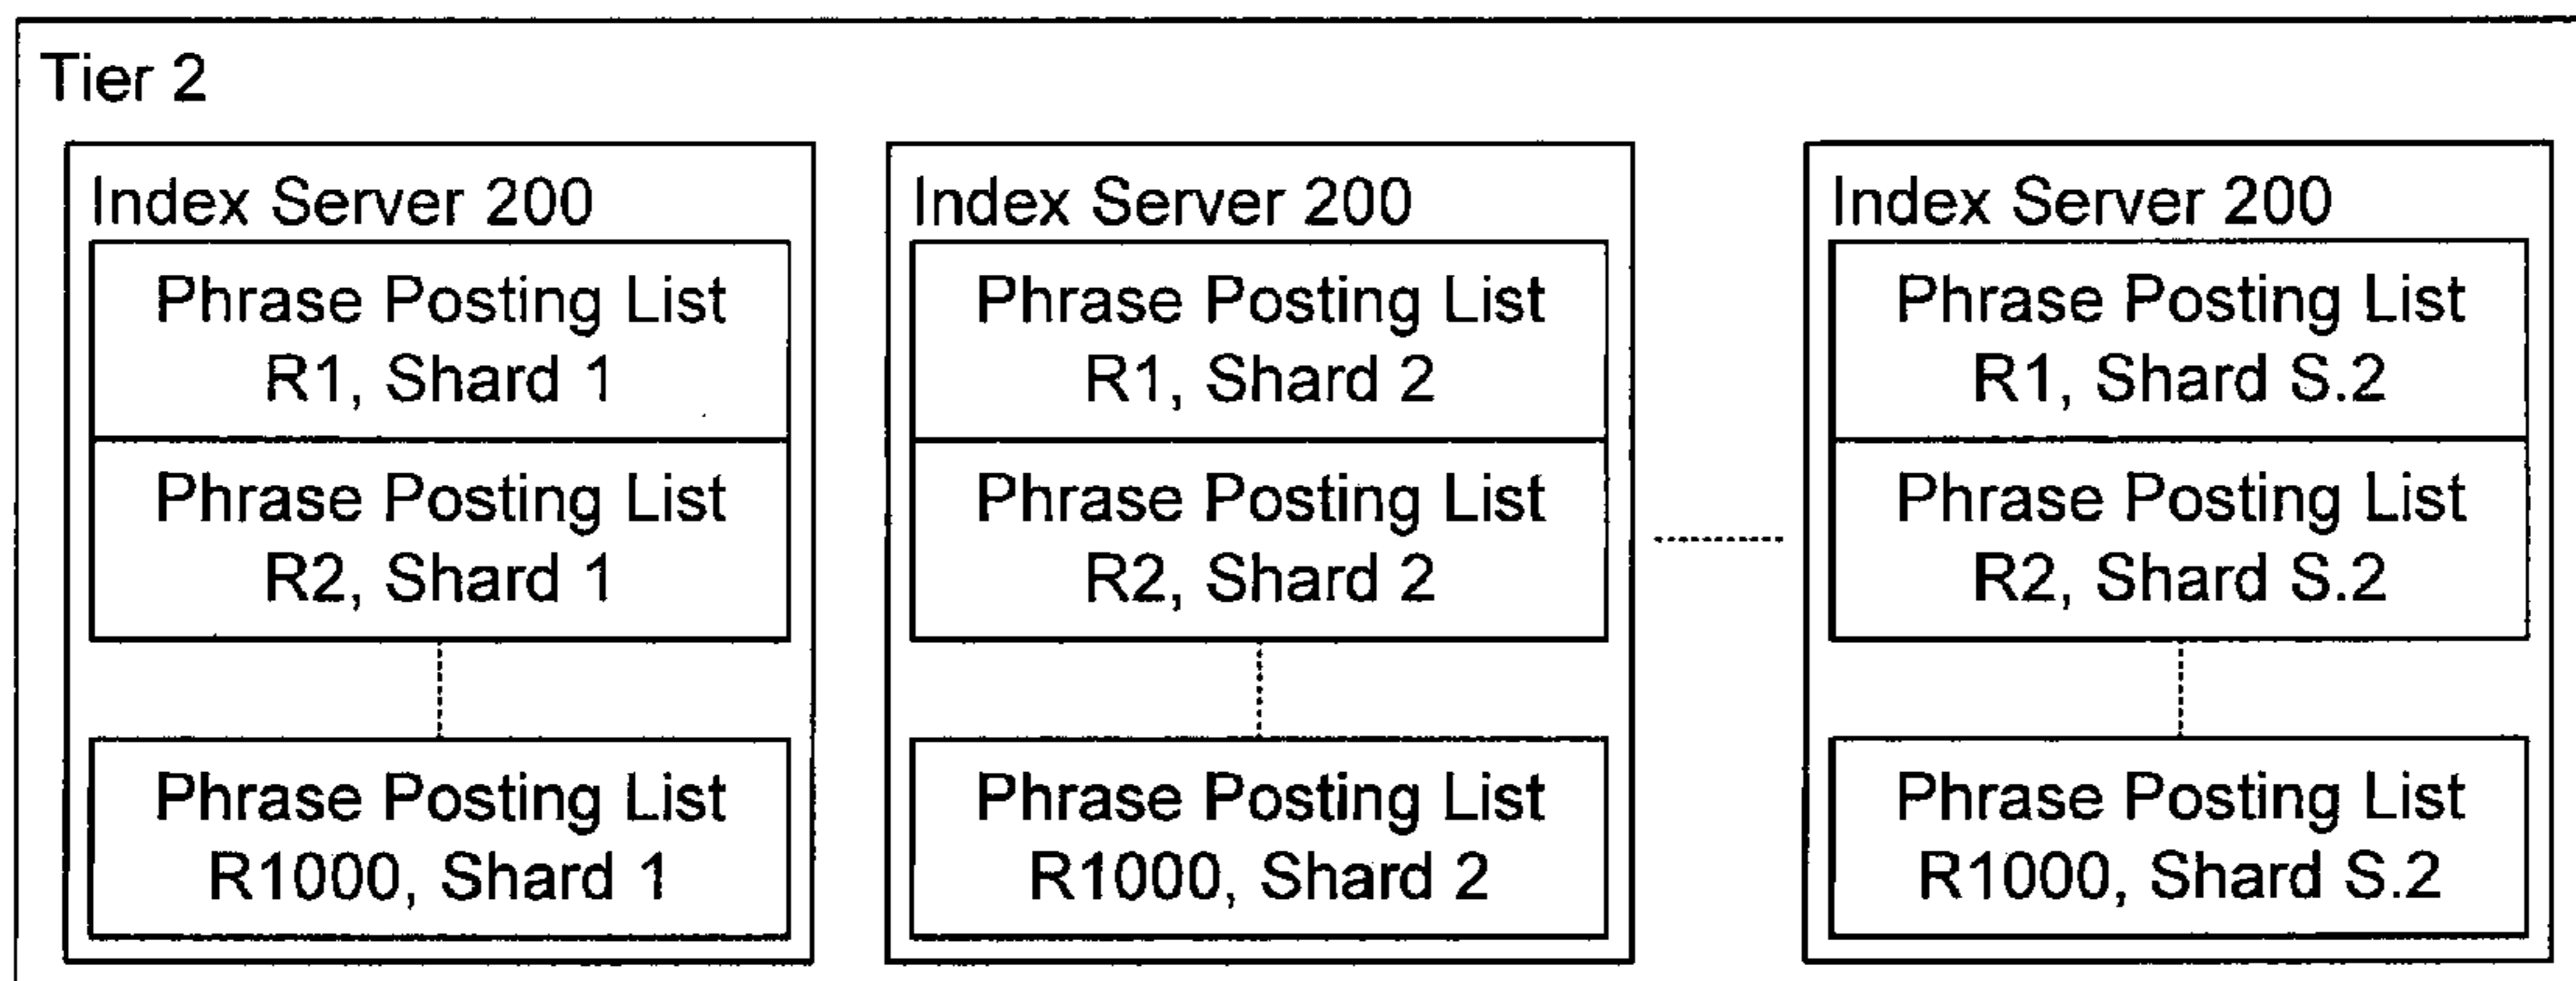 Tier 2
Index Server 200
Phrase Posting List
R1, Shard 1
Phrase Posting List
R2, Shard 1
Phrase Posting List
R1000, Shard 1
Index Server 200
Phrase Posting List
R1, Shard 2
Phrase Posting List
R2, Shard 2
Phrase Posting List
R1000, Shard 2
Index Server 200
Phrase Posting List
R1, Shard S.2
Phrase Posting List
R2, Shard S.2
Phrase Posting List
R1000, Shard S.2